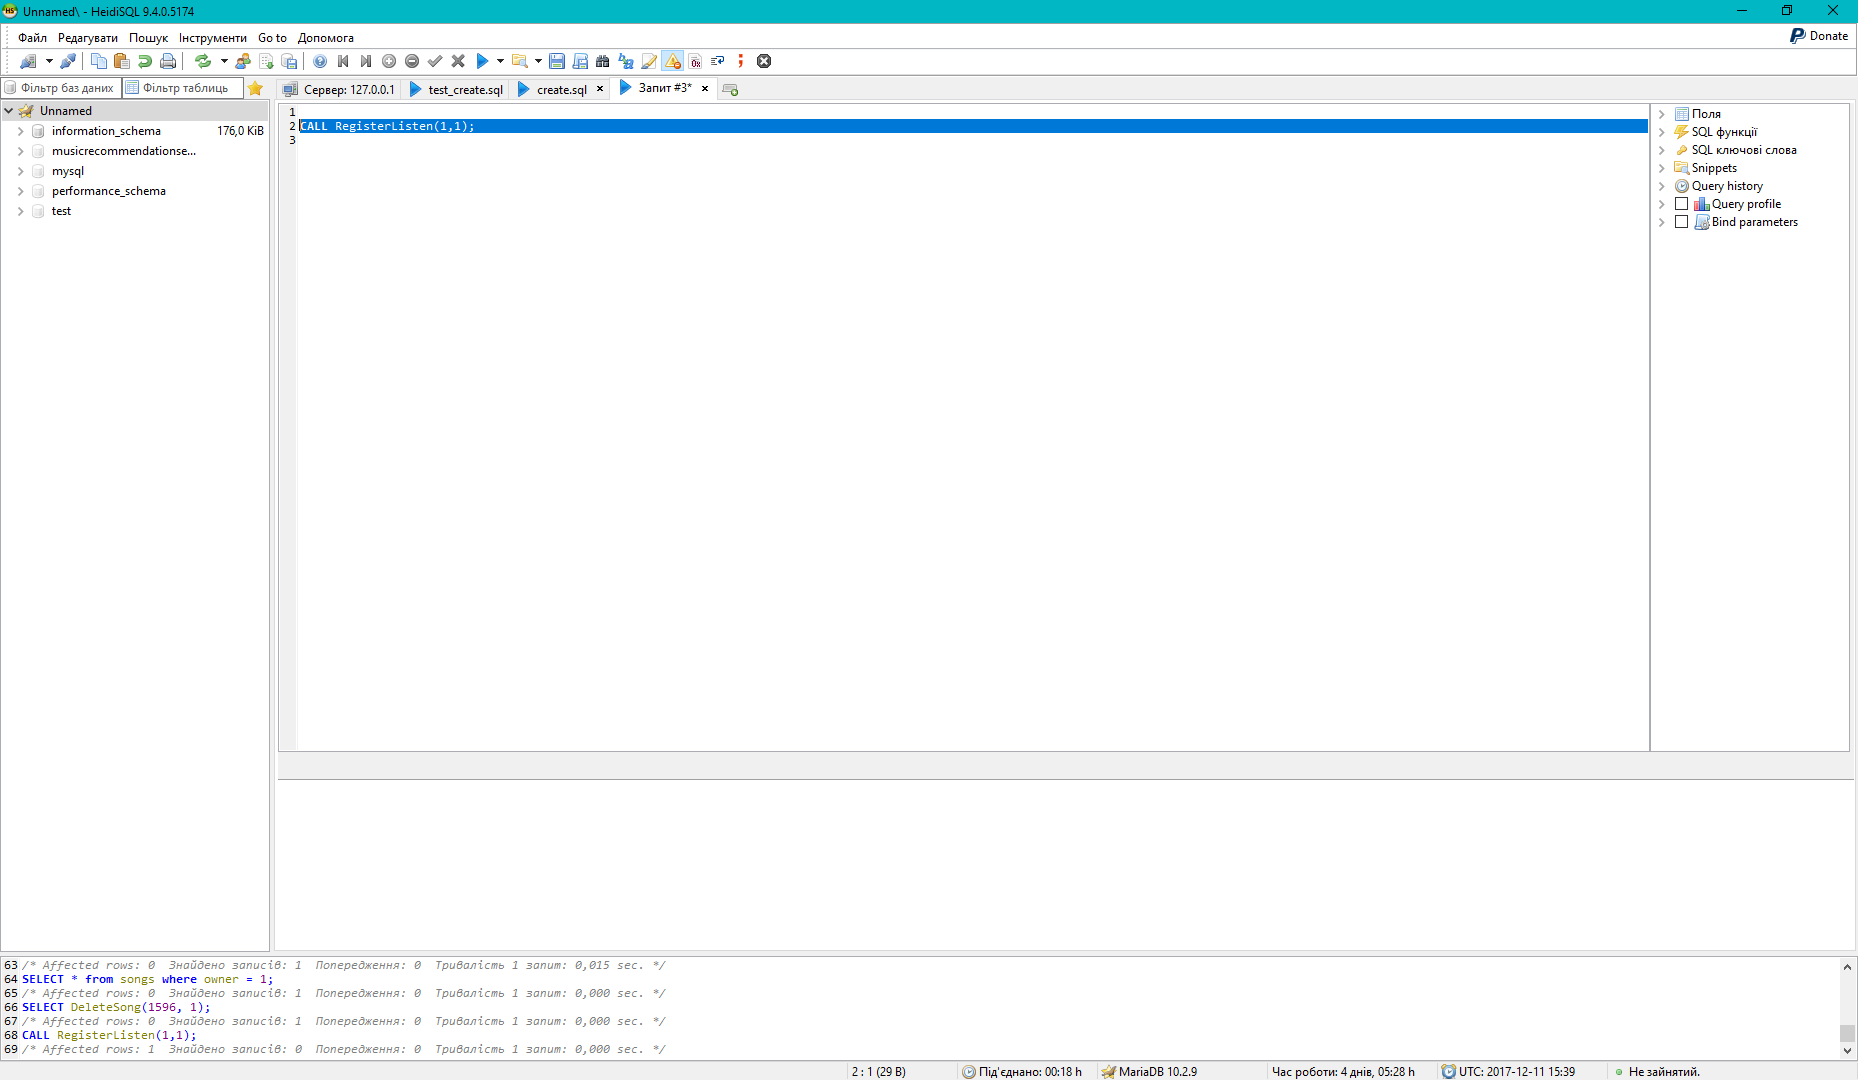 Unnamed\ - HeidiSQL 9.4.0.5174
Файл Редагувати Пошук Інструменти Go to Допомога
Donate
Фільтр баз даних Фільтр таблиць
Сервер: 127.0.0.1 test_create.sql create.sql Запит #3*
Unnamed
information_schema 176,0 KiB
musicrecommendationse...
mysql
performance_schema
test
1
2 CALL RegisterListen(1,1);
3
Поля
SQL функції
SQL ключові слова
Snippets
Query history
Query profile
Bind parameters
63 /* Affected rows: 0 Знайдено записів: 1 Попередження: 0 Тривалість 1 запит: 0,015 sec. */
64 SELECT * from songs where owner = 1;
65 /* Affected rows: 0 Знайдено записів: 1 Попередження: 0 Тривалість 1 запит: 0,000 sec. */
66 SELECT DeleteSong(1596, 1);
67 /* Affected rows: 0 Знайдено записів: 1 Попередження: 0 Тривалість 1 запит: 0,000 sec. */
68 CALL RegisterListen(1,1);
69 /* Affected rows: 1 Знайдено записів: 0 Попередження: 0 Тривалість 1 запит: 0,000 sec. */
2 : 1 (29 B) Під'єднано: 00:18 h MariaDB 10.2.9 Час роботи: 4 днів, 05:28 h UTC: 2017-12-11 15:39 Не зайнятий.